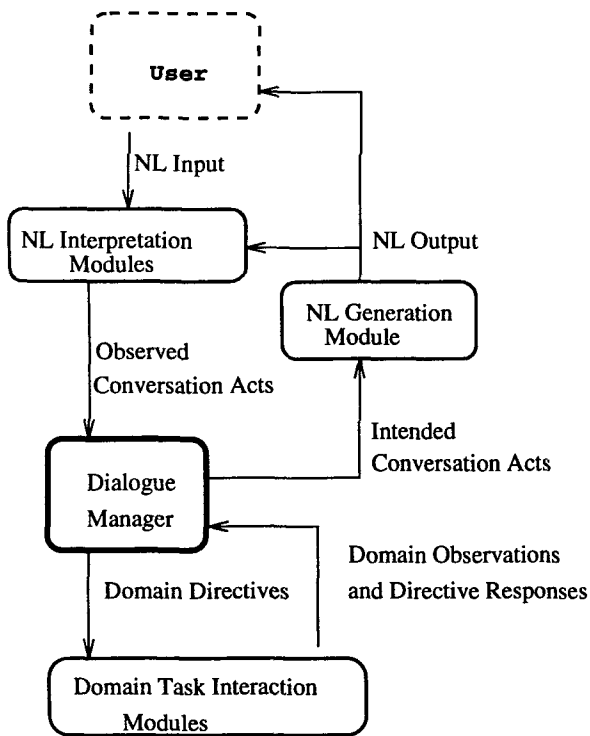 User
NL Input
NL Interpretation
Modules
NL Output
NL Generation
Module
Observed
Conversation Acts
Intended
Conversation Acts
Dialogue
Manager
Domain Observations
and Directive Responses
Domain Directives
Domain Task Interaction
Modules